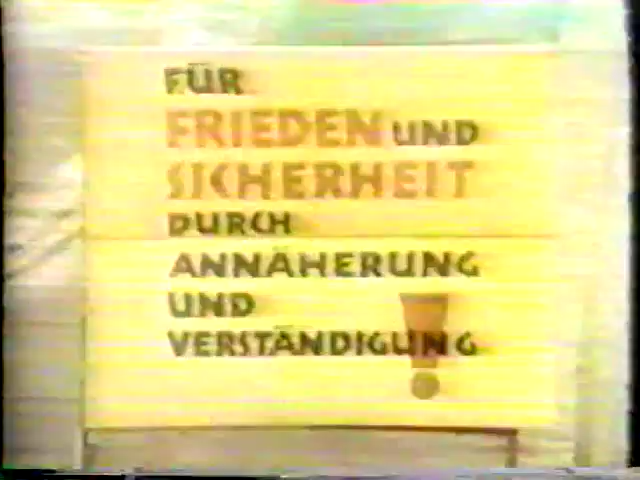 FÜR
FRIEDEN UND
SICHERHEIT
DURCH
ANNÄHERUNG
UND
VERSTÄNDIGUNG!